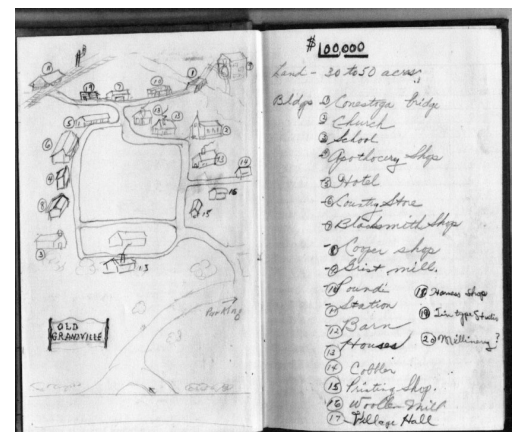 OLD
GRANVILLE
Parking
$100,000
Land - 30 to 50 acres
Bldgs - ① Conestoga bridge
② Church
③ School
④ Apothecary Shop
⑤ Hotel
⑥ Country Store
⑦ Blacksmith Shop
⑧ Cooper shop
⑨ Grist mill.
⑩ Pound
⑪ Station
⑫ Barn
⑬ Houses
⑭ Cobbler
⑮ Printing Shop.
⑯ Woolen Mill
⑰ Village Hall
⑱ Harness Shop
⑲ Tin type Studio
⑳ Millinery?